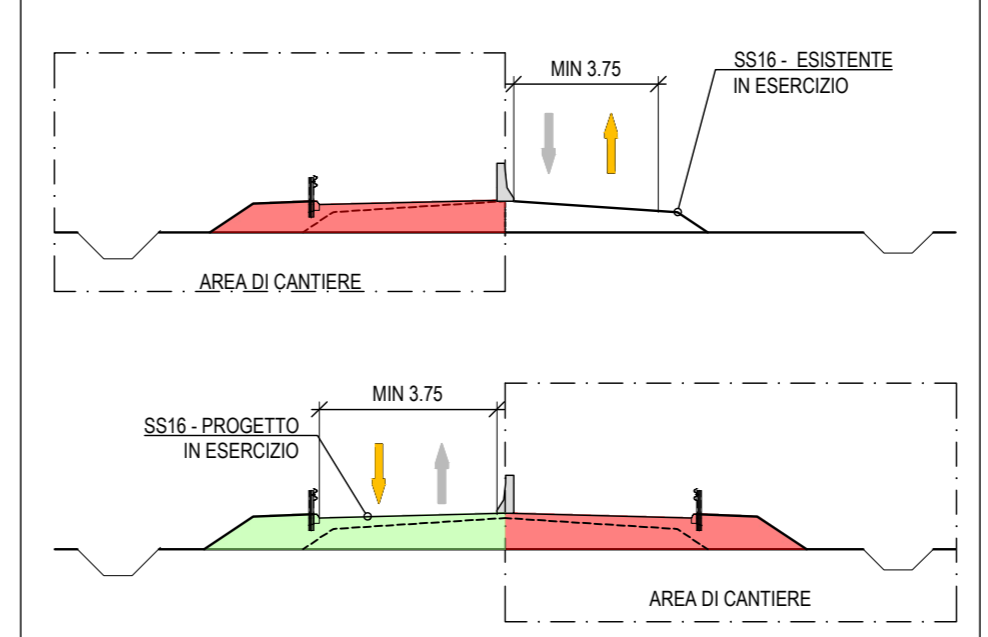 MIN 3.75
SS16 - ESISTENTE
IN ESERCIZIO
AREA DI CANTIERE
MIN 3.75
SS16 - PROGETTO
IN ESERCIZIO
AREA DI CANTIERE